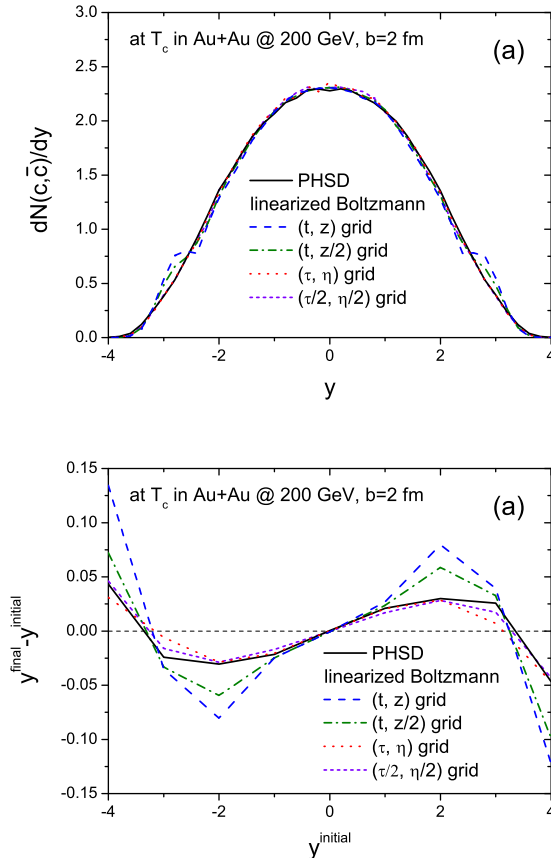 3.0
at T_c in Au+Au @ 200 GeV, b=2 fm (a)
2.5
2.0
dN(c,c̄)/dy
1.5
PHSD
linearized Boltzmann
1.0
(t, z) grid
(t, z/2) grid
0.5
(τ, η) grid
(τ/2, η/2) grid
0.0
-4 -2 0 2 4
y
0.15
at T_c in Au+Au @ 200 GeV, b=2 fm (a)
0.10
0.05
y^final-y^initial
0.00
PHSD
linearized Boltzmann
-0.05
(t, z) grid
(t, z/2) grid
-0.10
(τ, η) grid
(τ/2, η/2) grid
-0.15
-4 -2 0 2 4
y^initial